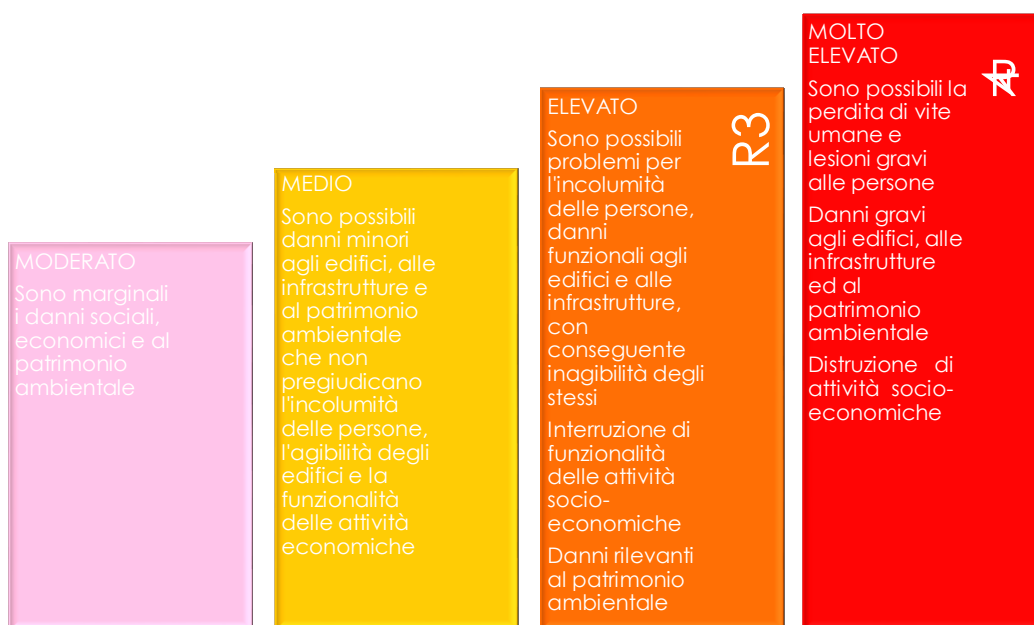 MODERATO
Sono marginali
i danni sociali,
economici e al
patrimonio
ambientale
MEDIO
Sono possibili
danni minori
agli edifici, alle
infrastrutture e
al patrimonio
ambientale
che non
pregiudicano
l'incolumità
delle persone,
l'agibilità degli
edifici e la
funzionalità
delle attività
economiche
ELEVATO
R3
Sono possibili
problemi per
l'incolumità
delle persone,
danni
funzionali agli
edifici e alle
infrastrutture,
con
conseguente
inagibilità degli
stessi
Interruzione di
funzionalità
delle attività
socio-
economiche
Danni rilevanti
al patrimonio
ambientale
MOLTO
ELEVATO
Sono possibili la
perdita di vite
umane e
lesioni gravi
alle persone
Danni gravi
agli edifici, alle
infrastrutture
ed al
patrimonio
ambientale
Distruzione di
attività socio-
economiche